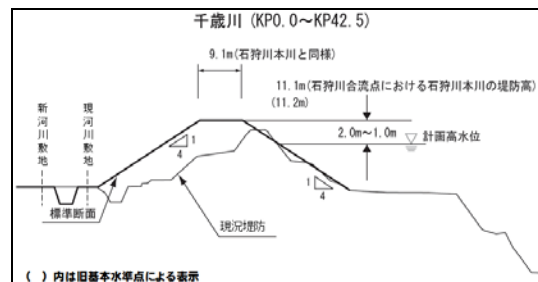 千歳川 (KP0.0～KP42.5)
9.1m(石狩川本川と同様)
11.1m(石狩川合流点における石狩川本川の堤防高)
(11.2m)
2.0m～1.0m
計画高水位
新河川敷地
現河川敷地
1
4
1
4
標準断面
現況堤防
( ) 内は旧基本水準点による表示